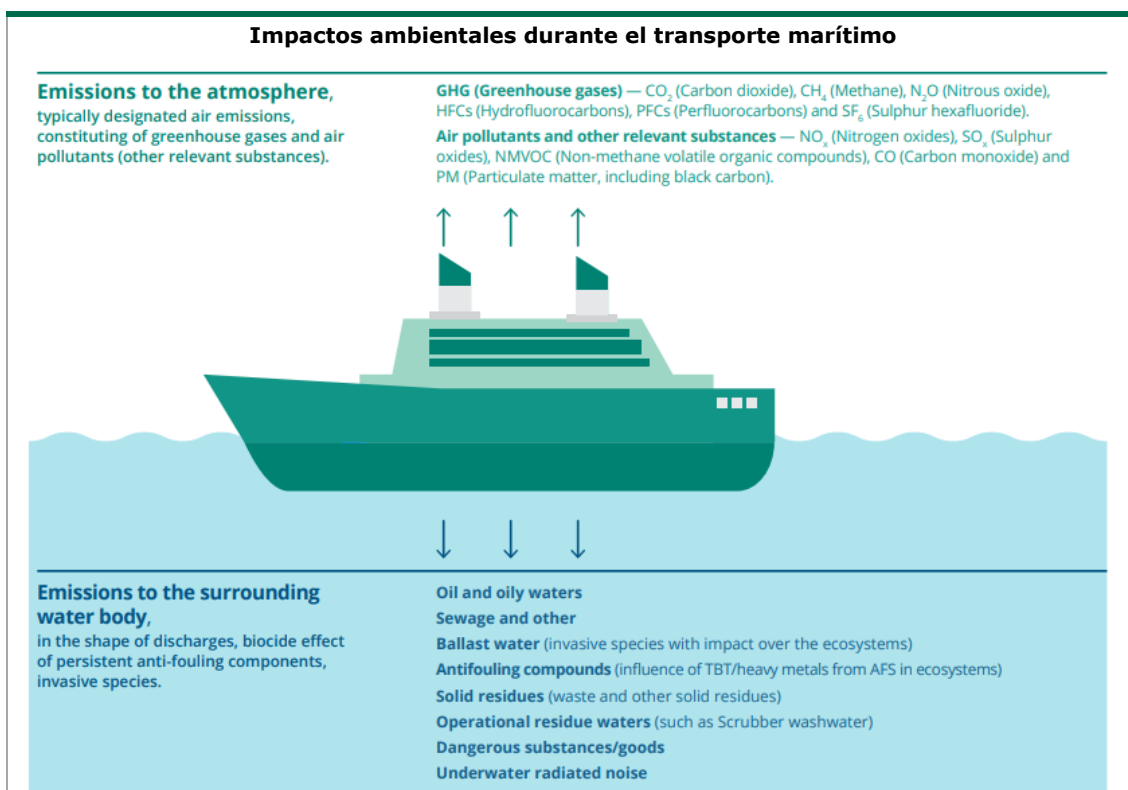 Impactos ambientales durante el transporte marítimo
Emissions to the atmosphere,
typically designated air emissions,
constituting of greenhouse gases and air
pollutants (other relevant substances).
GHG (Greenhouse gases) — CO₂ (Carbon dioxide), CH₄ (Methane), N₂O (Nitrous oxide),
HFCs (Hydrofluorocarbons), PFCs (Perfluorocarbons) and SF₆ (Sulphur hexafluoride).
Air pollutants and other relevant substances — NOₓ (Nitrogen oxides), SOₓ (Sulphur
oxides), NMVOC (Non-methane volatile organic compounds), CO (Carbon monoxide) and
PM (Particulate matter, including black carbon).
Emissions to the surrounding
water body,
in the shape of discharges, biocide effect
of persistent anti-fouling components,
invasive species.
Oil and oily waters
Sewage and other
Ballast water (invasive species with impact over the ecosystems)
Antifouling compounds (influence of TBT/heavy metals from AFS in ecosystems)
Solid residues (waste and other solid residues)
Operational residue waters (such as Scrubber washwater)
Dangerous substances/goods
Underwater radiated noise